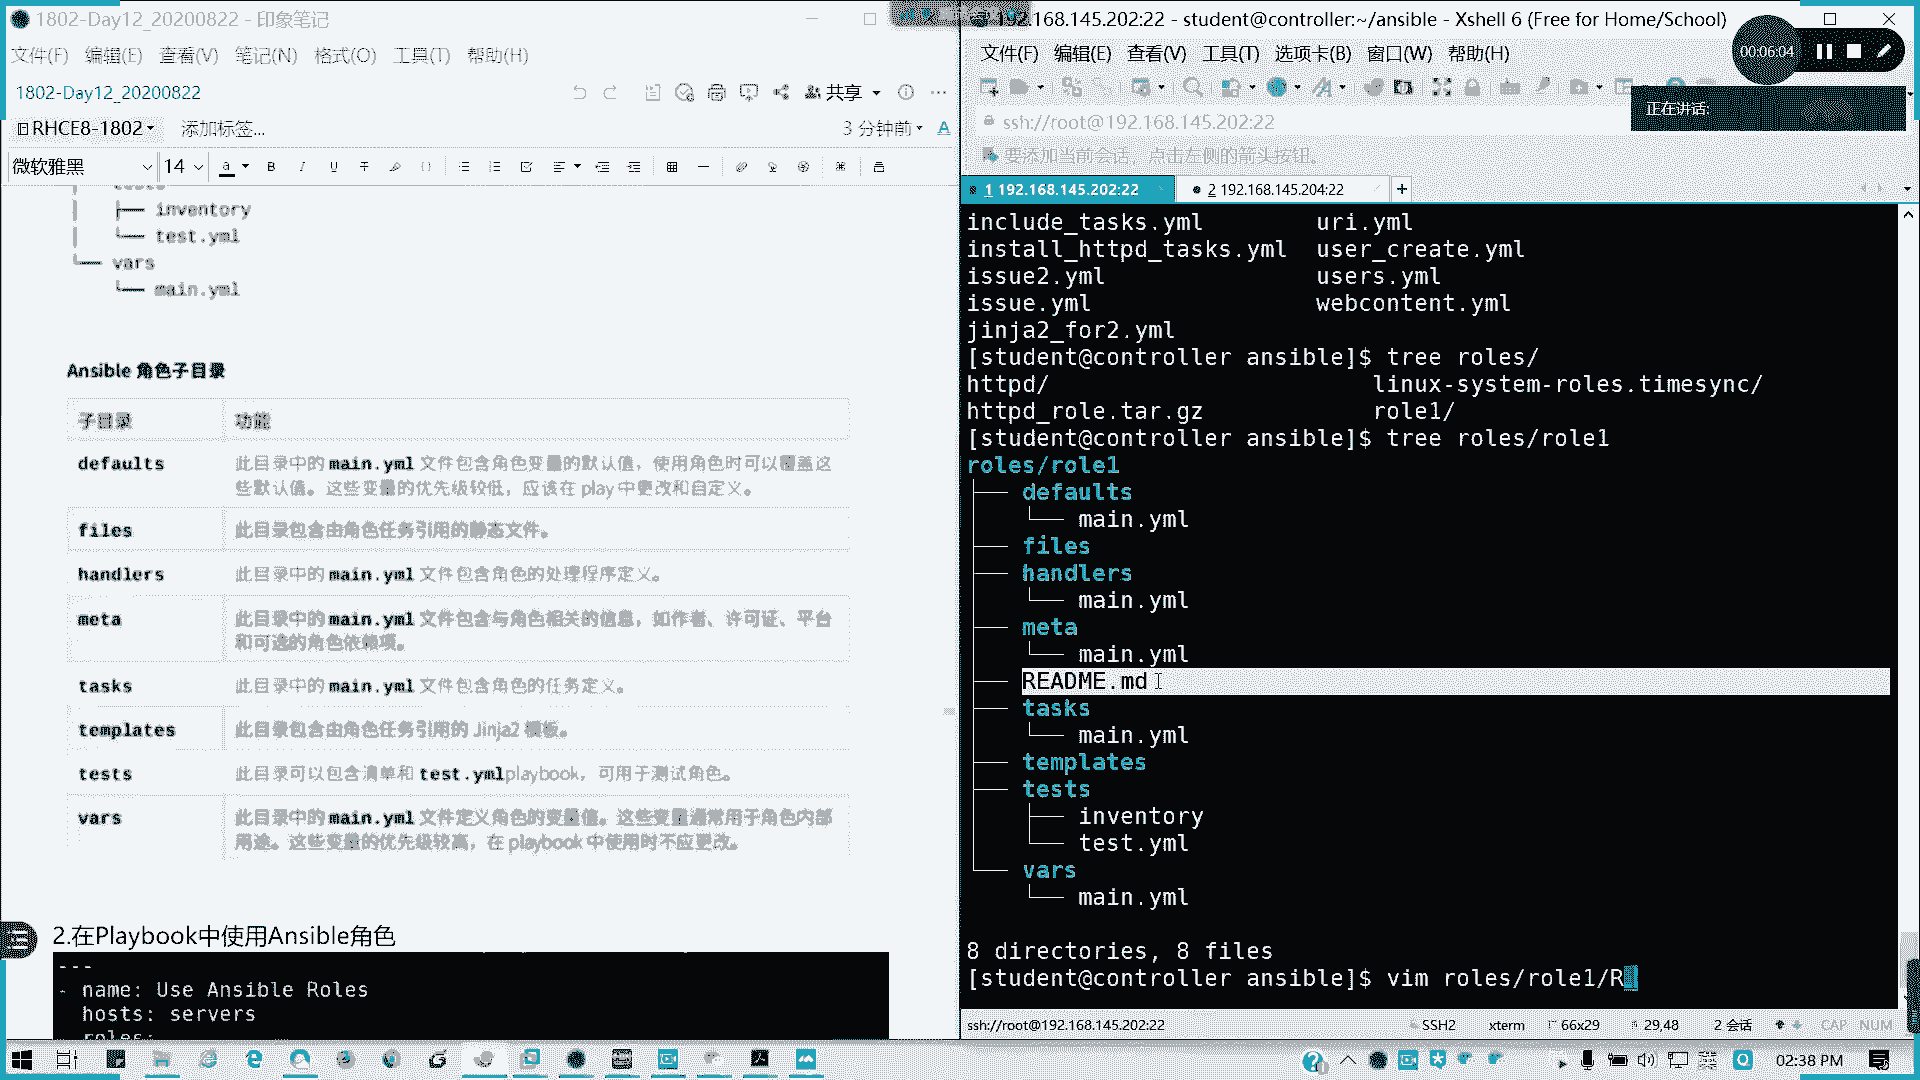 1802-Day12_20200822 - 印象笔记
文件(F) 编辑(E) 查看(V) 笔记(N) 格式(O) 工具(T) 帮助(H)
1802-Day12_20200822
共享
RHCE8-1802
添加标签...
3 分钟前
微软雅黑
14
inventory
test.yml
vars
main.yml
Ansible 角色子目录
子目录 功能
defaults 此目录中的 main.yml 文件包含角色变量的默认值，使用角色时可以覆盖这
些默认值。这些变量的优先级较低，应该在 play 中更改和自定义。
files 此目录包含由角色任务引用的静态文件。
handlers 此目录中的 main.yml 文件包含角色的处理程序定义。
meta 此目录中的 main.yml 文件包含与角色相关的信息，如作者、许可证、平台
和可选的角色依赖项。
tasks 此目录中的 main.yml 文件包含角色的任务定义。
templates 此目录包含由角色任务引用的 Jinja2 模板。
tests 此目录可以包含清单和 test.ymlplaybook，可用于测试角色。
vars 此目录中的 main.yml 文件定义角色的变量值。这些变量通常用于角色内部
用途。这些变量的优先级较高，在 playbook 中使用时不应更改。
2.在Playbook中使用Ansible角色
---
- name: Use Ansible Roles
hosts: servers
roles:
.168.145.202:22 - student@controller:~/ansible - Xshell 6 (Free for Home/School)
文件(F) 编辑(E) 查看(V) 工具(T) 选项卡(B) 窗口(W) 帮助(H)
00:06:04
正在讲话:
ssh://root@192.168.145.202:22
要添加当前会话，点击左侧的箭头按钮。
1 192.168.145.202:22
2 192.168.145.204:22
include_tasks.yml uri.yml
install_httpd_tasks.yml user_create.yml
issue2.yml users.yml
issue.yml webcontent.yml
jinja2_for2.yml
[student@controller ansible]$ tree roles/
httpd/ linux-system-roles.timesync/
httpd_role.tar.gz role1/
[student@controller ansible]$ tree roles/role1
roles/role1
defaults
main.yml
files
handlers
main.yml
meta
main.yml
README.md
tasks
main.yml
templates
tests
inventory
test.yml
vars
main.yml
8 directories, 8 files
[student@controller ansible]$ vim roles/role1/R
ssh://root@192.168.145.202:22
SSH2
xterm
66x29
29,48
2 会话
CAP NUM
02:38 PM